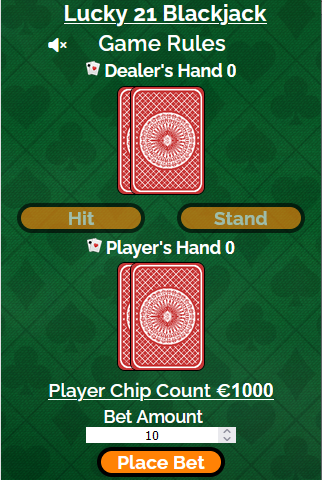 Lucky 21 Blackjack
Game Rules
Dealer's Hand 0
Hit Stand
Player's Hand 0
Player Chip Count €1000
Bet Amount
10
Place Bet